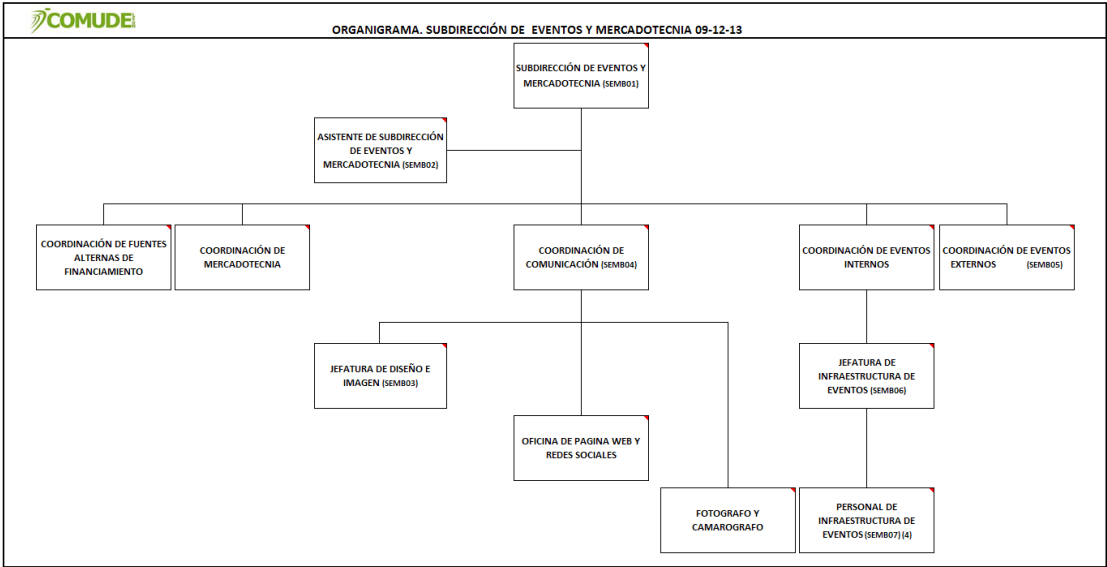 COMUDE
ORGANIGRAMA. SUBDIRECCIÓN DE EVENTOS Y MERCADOTECNIA 09-12-13
SUBDIRECCIÓN DE EVENTOS Y
MERCADOTECNIA (SEMB01)
ASISTENTE DE SUBDIRECCIÓN
DE EVENTOS Y
MERCADOTECNIA (SEMB02)
COORDINACIÓN DE FUENTES
ALTERNAS DE
FINANCIAMIENTO
COORDINACIÓN DE
MERCADOTECNIA
COORDINACIÓN DE
COMUNICACIÓN (SEMB04)
COORDINACIÓN DE EVENTOS
INTERNOS
COORDINACIÓN DE EVENTOS
EXTERNOS (SEMB05)
JEFATURA DE DISEÑO E
IMAGEN (SEMB03)
JEFATURA DE
INFRAESTRUCTURA DE
EVENTOS (SEMB06)
OFICINA DE PAGINA WEB Y
REDES SOCIALES
FOTOGRAFO Y
CAMAROGRAFO
PERSONAL DE
INFRAESTRUCTURA DE
EVENTOS (SEMB07) (4)